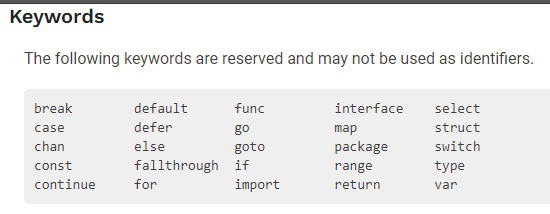 Keywords
The following keywords are reserved and may not be used as identifiers.
break default func interface select
case defer go map struct
chan else goto package switch
const fallthrough if range type
continue for import return var